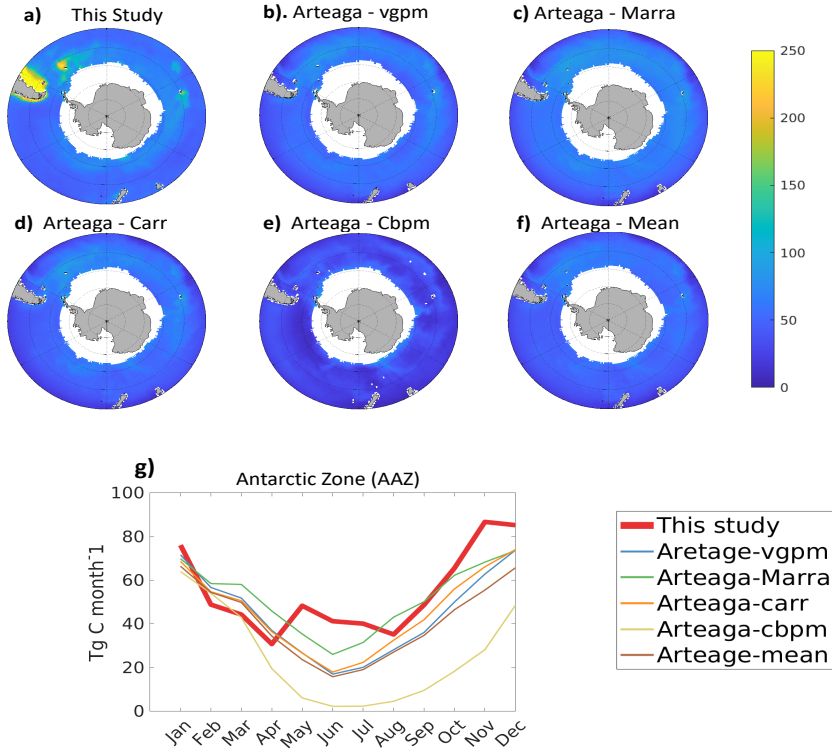 a)
This Study
b). Arteaga - vgpm
c) Arteaga - Marra
d) Arteaga - Carr
e) Arteaga - Cbpm
f) Arteaga - Mean
250
200
150
100
50
0
g)
Antarctic Zone (AAZ)
Tg C month⁻1
100
80
60
40
20
0
Jan
Feb
Mar
Apr
May
Jun
Jul
Aug
Sep
Oct
Nov
Dec
This study
Aretage-vgpm
Arteaga-Marra
Arteaga-carr
Arteaga-cbpm
Arteage-mean